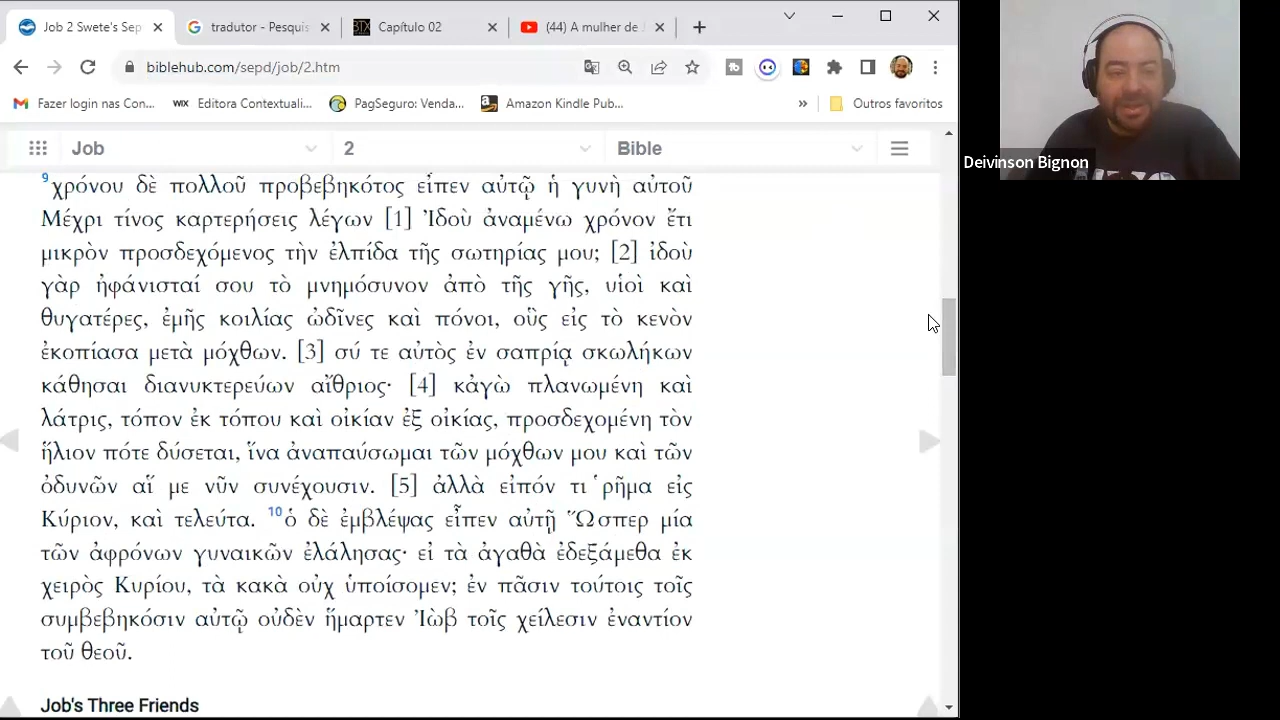 Job 2 Swete's Sep
tradutor - Pesquis
BTX Capítulo 02
(44) A mulher de
biblehub.com/sepd/job/2.htm
Fazer login nas Con...
WIX Editora Contextuali...
PagSeguro: Venda...
Amazon Kindle Pub...
»
Outros favoritos
Job
2
Bible
9 χρόνου δὲ πολλοῦ προβεβηκότος εἶπεν αὐτῷ ἡ γυνὴ αὐτοῦ
Μέχρι τίνος καρτερήσεις λέγων [1] Ἰδοὺ ἀναμένω χρόνον ἔτι
μικρὸν προσδεχόμενος τὴν ἐλπίδα τῆς σωτηρίας μου; [2] ἰδοὺ
γὰρ ἠφάνισταί σου τὸ μνημόσυνον ἀπὸ τῆς γῆς, υἱοὶ καὶ
θυγατέρες, ἐμῆς κοιλίας ὠδῖνες καὶ πόνοι, οὓς εἰς τὸ κενὸν
ἐκοπίασα μετὰ μόχθων. [3] σύ τε αὐτὸς ἐν σαπρίᾳ σκωλήκων
κάθησαι διανυκτερεύων αἴθριος· [4] κἀγὼ πλανωμένη καὶ
λάτρις, τόπον ἐκ τόπου καὶ οἰκίαν ἐξ οἰκίας, προσδεχομένη τὸν
ἥλιον πότε δύσεται, ἵνα ἀναπαύσωμαι τῶν μόχθων μου καὶ τῶν
ὀδυνῶν αἵ με νῦν συνέχουσιν. [5] ἀλλὰ εἰπόν τι ῥῆμα εἰς
Κύριον, καὶ τελεύτα. 10 ὁ δὲ ἐμβλέψας εἶπεν αὐτῇ Ὥσπερ μία
τῶν ἀφρόνων γυναικῶν ἐλάλησας· εἰ τὰ ἀγαθὰ ἐδεξάμεθα ἐκ
χειρὸς Κυρίου, τὰ κακὰ οὐχ ὑποίσομεν; ἐν πᾶσιν τούτοις τοῖς
συμβεβηκόσιν αὐτῷ οὐδὲν ἥμαρτεν Ἰὼβ τοῖς χείλεσιν ἐναντίον
τοῦ θεοῦ.
Job's Three Friends
Deivinson Bignon